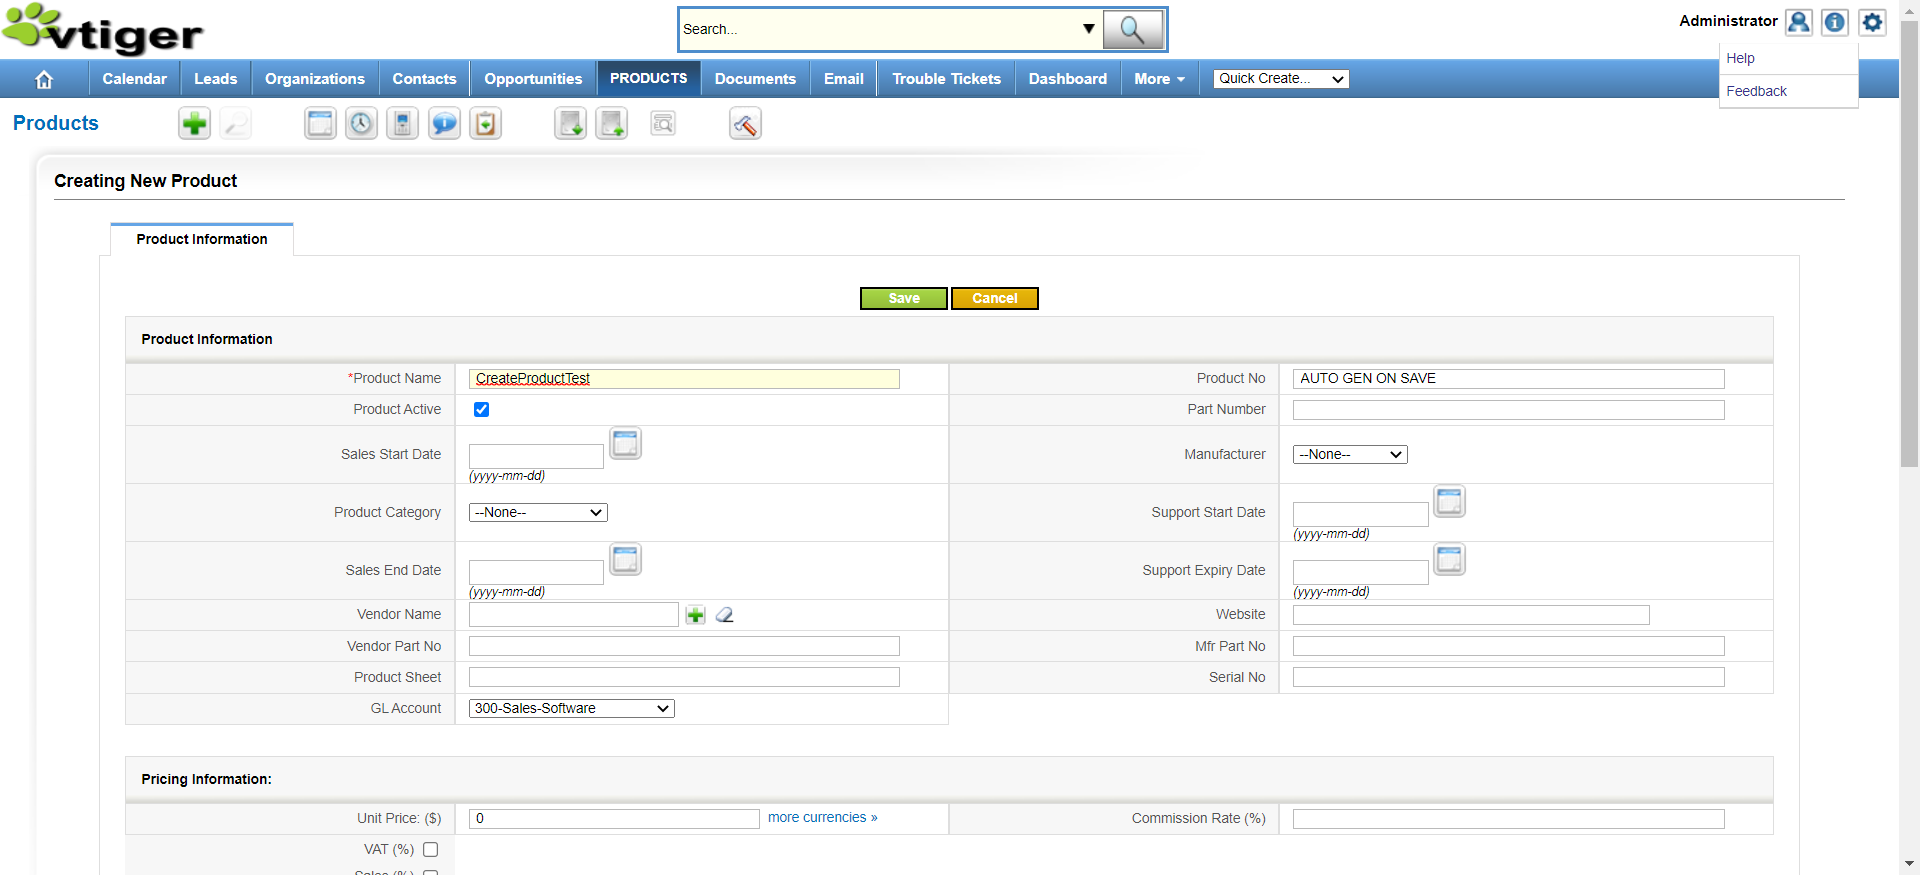 vtiger
Search...
Administrator
Help
Feedback
Calendar Leads Organizations Contacts Opportunities PRODUCTS Documents Email Trouble Tickets Dashboard More Quick Create...
Products
Creating New Product
Product Information
Save Cancel
Product Information
*Product Name CreateProductTest Product No AUTO GEN ON SAVE
Product Active Part Number
Sales Start Date (yyyy-mm-dd) Manufacturer --None--
Product Category --None-- Support Start Date (yyyy-mm-dd)
Sales End Date (yyyy-mm-dd) Support Expiry Date (yyyy-mm-dd)
Vendor Name Website
Vendor Part No Mfr Part No
Product Sheet Serial No
GL Account 300-Sales-Software
Pricing Information:
Unit Price: ($) 0 more currencies » Commission Rate (%)
VAT (%)
Sales (%)